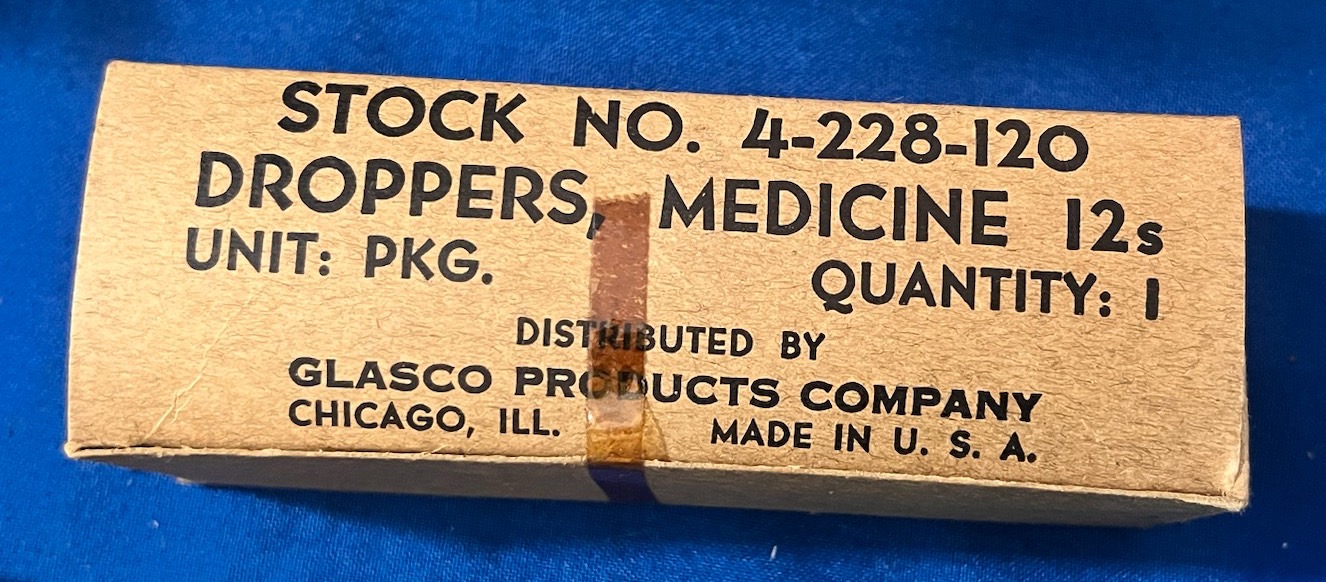 STOCK NO. 4-228-120
DROPPERS, MEDICINE 12s
UNIT: PKG. QUANTITY: 1
DISTRIBUTED BY
GLASCO PRODUCTS COMPANY
CHICAGO, ILL. MADE IN U. S. A.